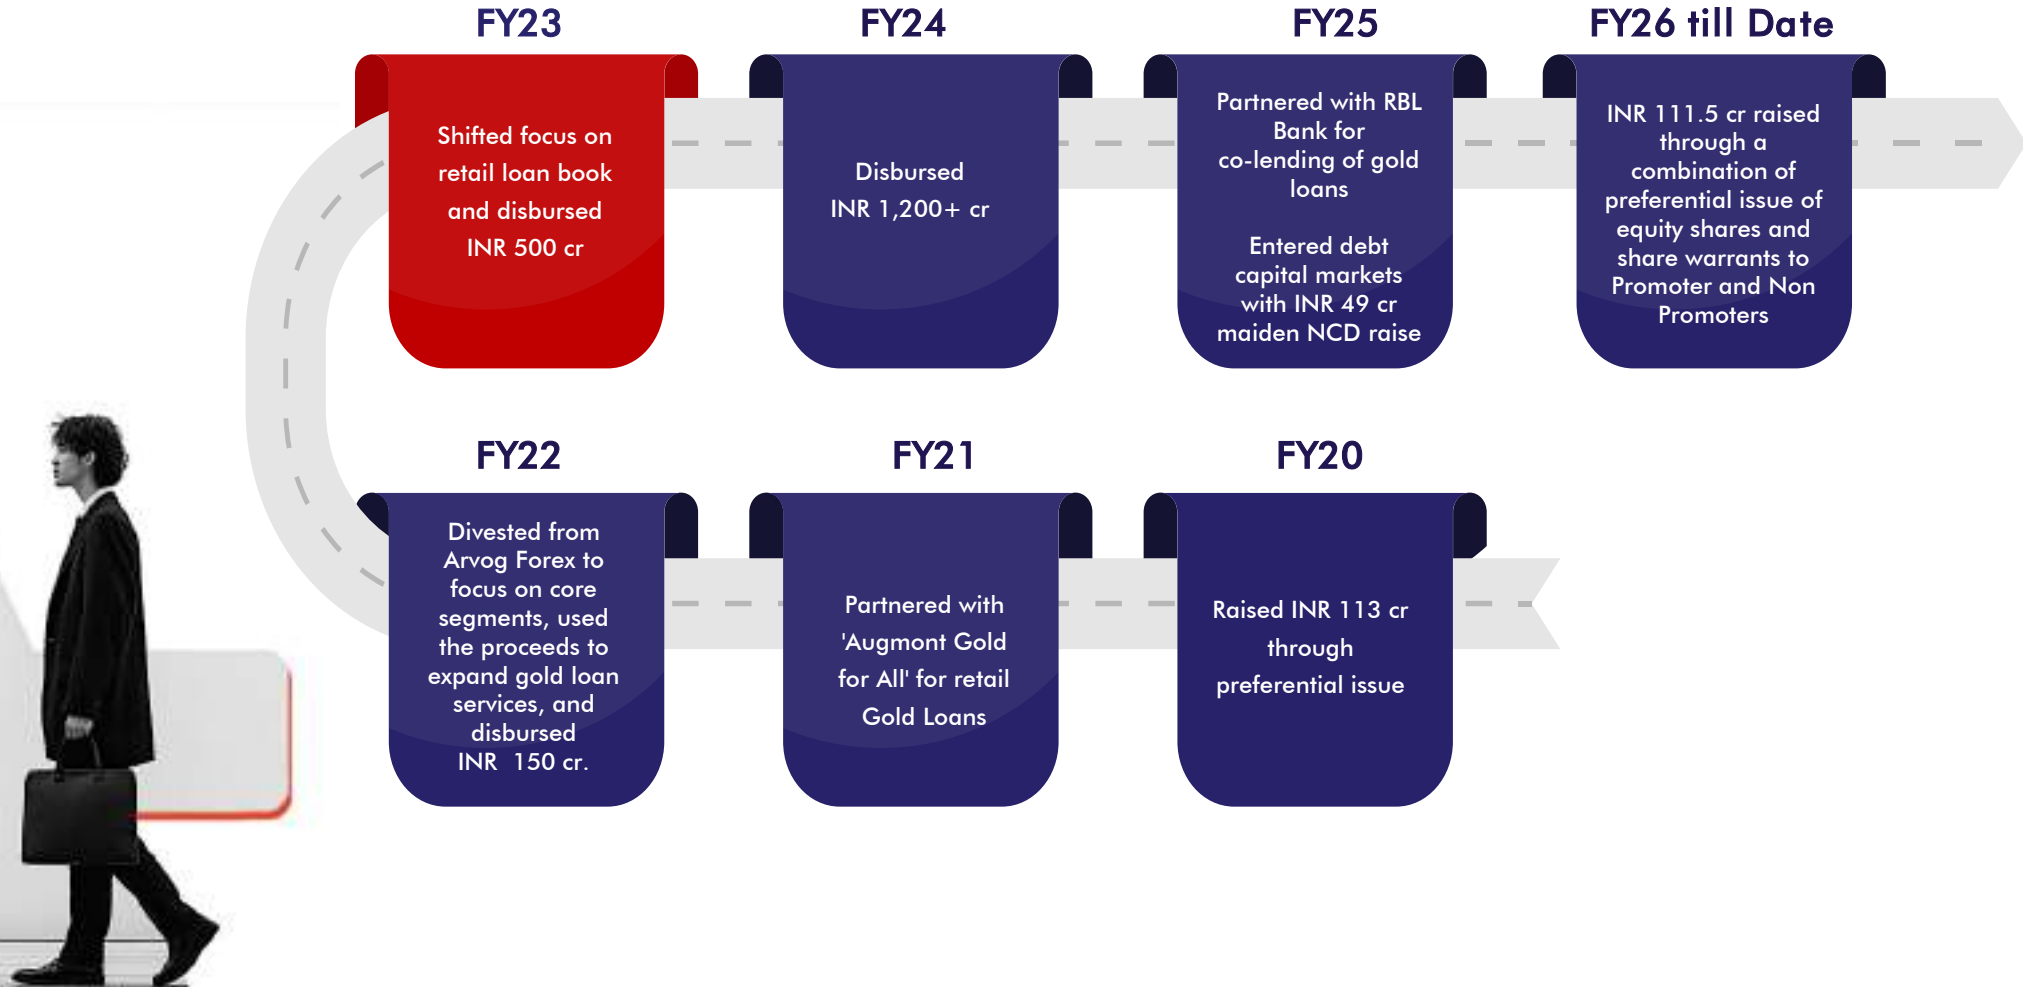 FY23
Shifted focus on
retail loan book
and disbursed
INR 500 cr
FY24
Disbursed
INR 1,200+ cr
FY25
Partnered with RBL
Bank for
co-lending of gold
loans
Entered debt
capital markets
with INR 49 cr
maiden NCD raise
FY26 till Date
INR 111.5 cr raised
through a
combination of
preferential issue of
equity shares and
share warrants to
Promoter and Non
Promoters
FY22
Divested from
Arvog Forex to
focus on core
segments, used
the proceeds to
expand gold loan
services, and
disbursed
INR  150 cr.
FY21
Partnered with
'Augmont Gold
for All' for retail
Gold Loans
FY20
Raised INR 113 cr
through
preferential issue